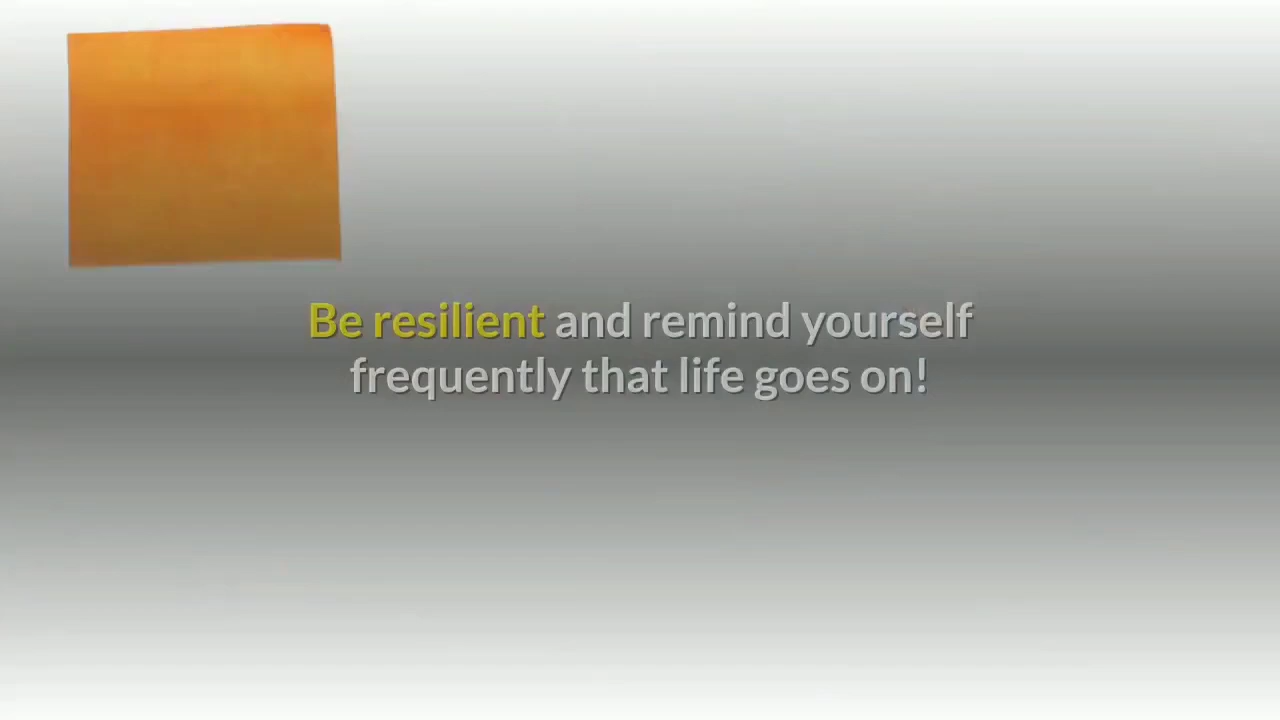 Be resilient and remind yourself
frequently that life goes on!